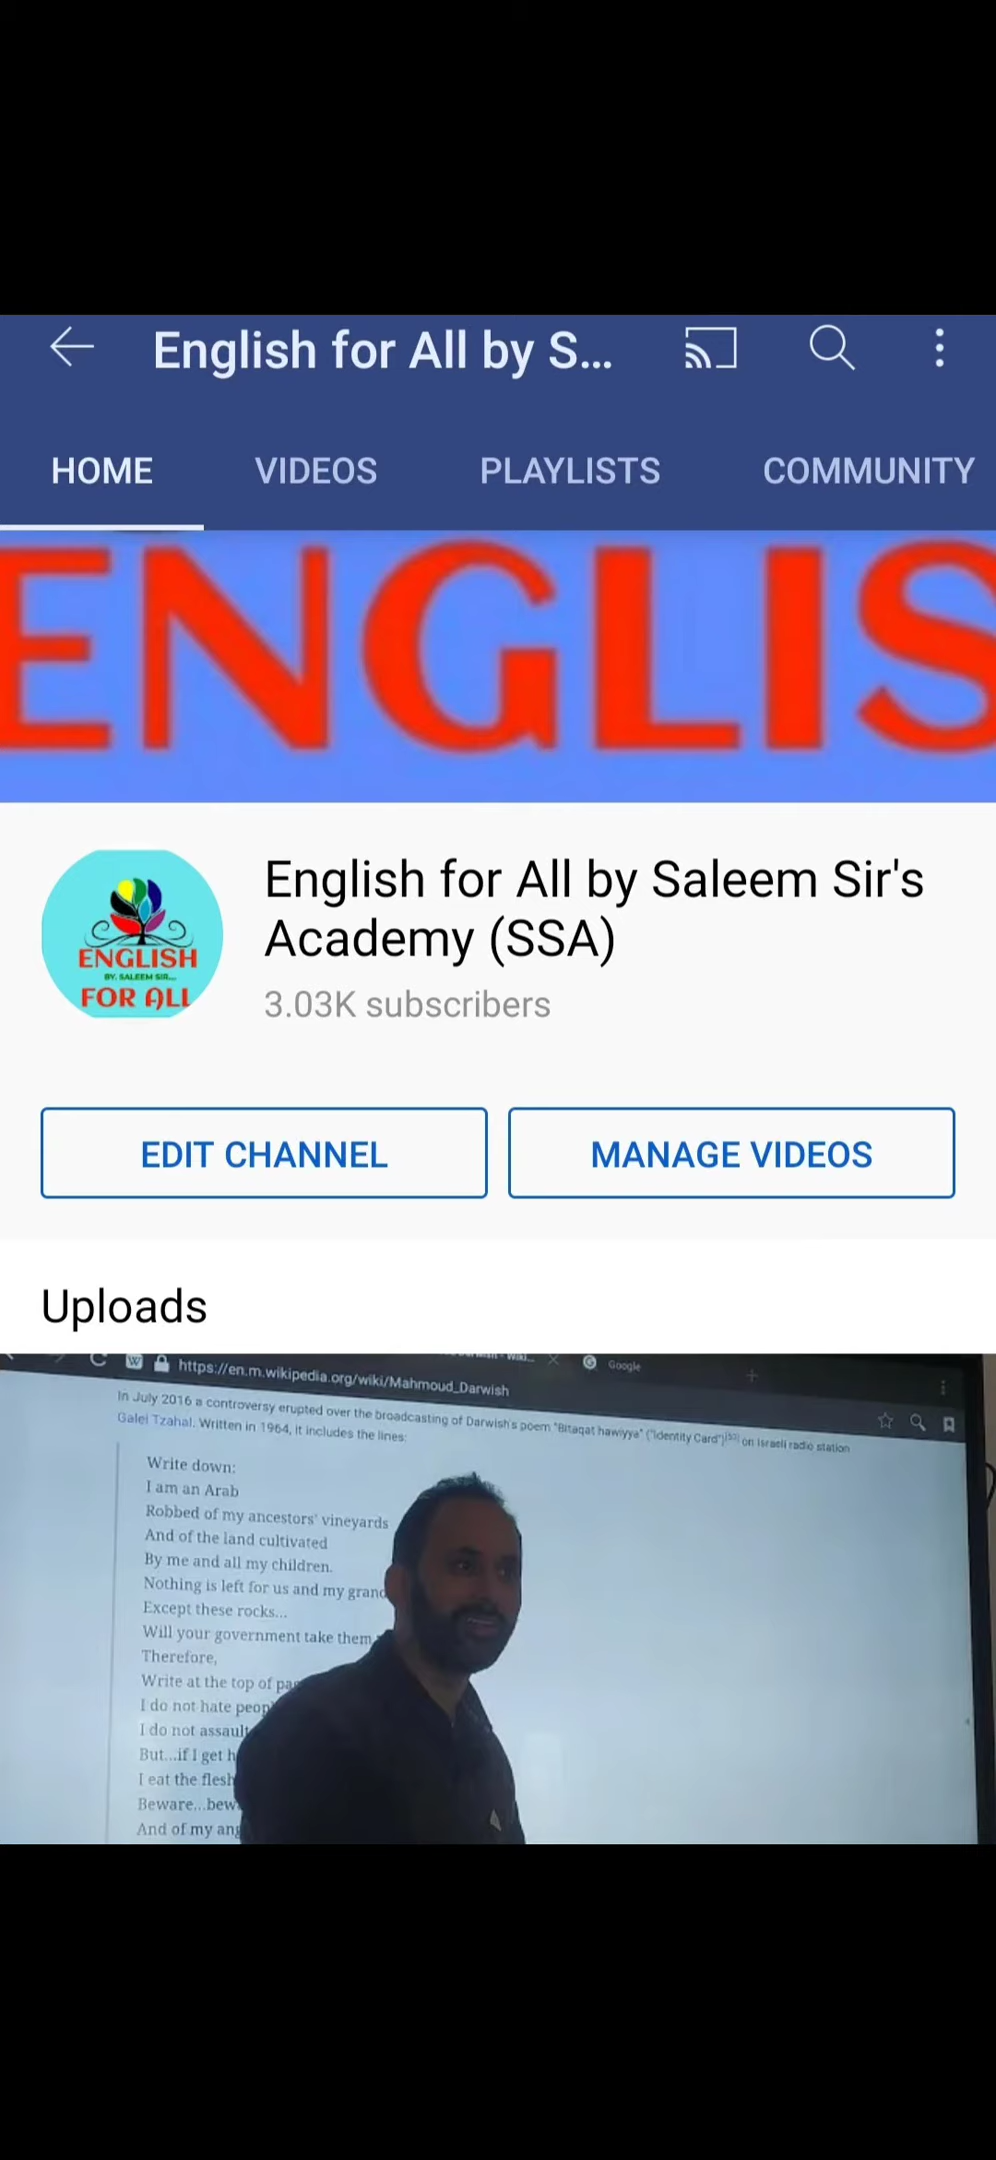 English for All by S...
HOME VIDEOS PLAYLISTS COMMUNITY
ENGLIS
English for All by Saleem Sir's
Academy (SSA)
3.03K subscribers
ENGLISH
BY. SALEEM SIR...
FOR ALL
EDIT CHANNEL MANAGE VIDEOS
Uploads
W https://en.m.wikipedia.org/wiki/Mahmoud_Darwish
G Google
In July 2016 a controversy erupted over the broadcasting of Darwish's poem "Bitaqat hawiyya" ("Identity Card") on Israeli radio station
Galei Tzahal. Written in 1964, it includes the lines:
Write down:
I am an Arab
Robbed of my ancestors' vineyards
And of the land cultivated
By me and all my children.
Nothing is left for us and my grand
Except these rocks...
Will your government take them
Therefore,
Write at the top of pa
I do not hate peop
I do not assault
But...if I get h
I eat the flesh
Beware...bew
And of my ang